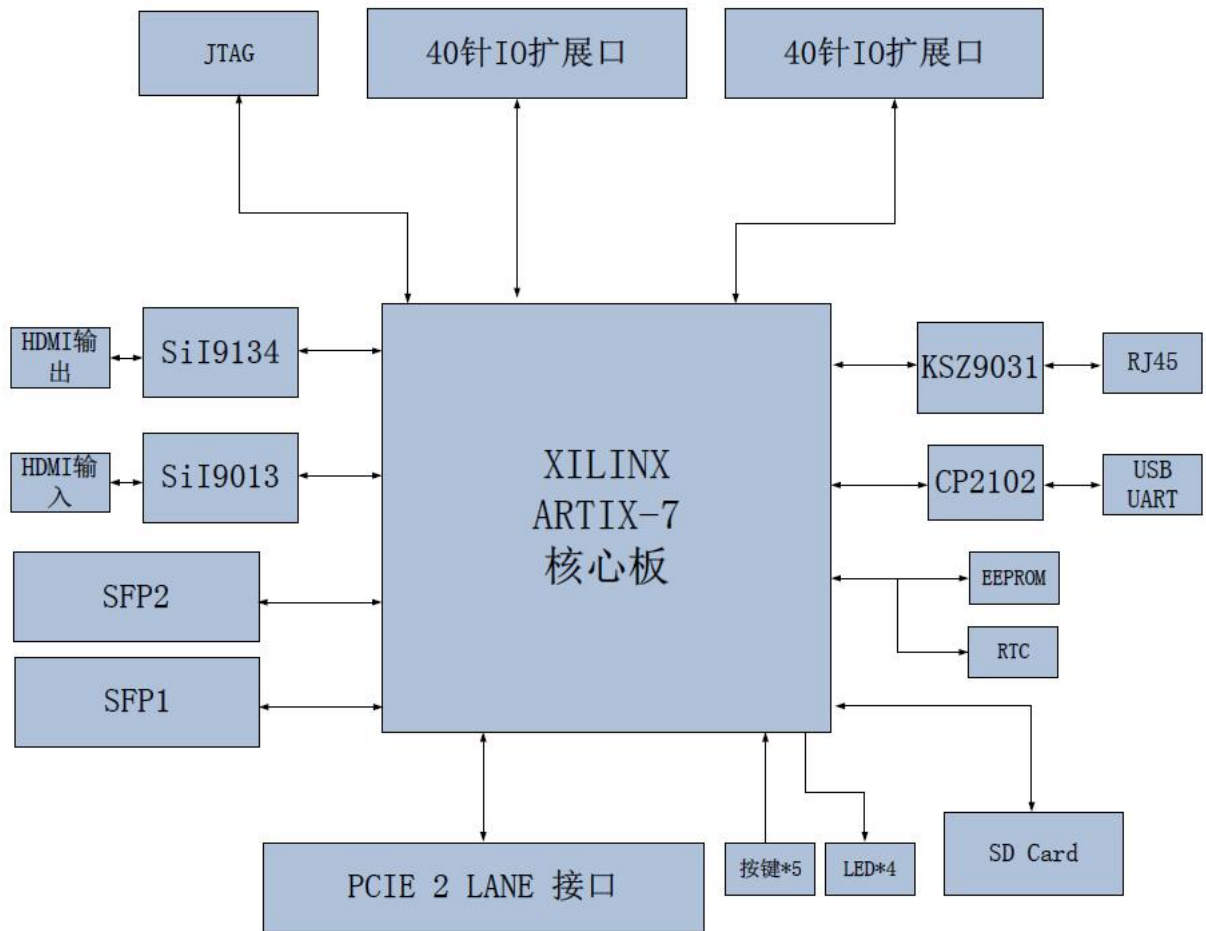 JTAG
40针IO扩展口
40针IO扩展口
HDMI输
出
SiI9134
KSZ9031
RJ45
HDMI输
入
SiI9013
XILINX
ARTIX-7
核心板
CP2102
USB
UART
SFP2
EEPROM
RTC
SFP1
PCIE 2 LANE 接口
按键*5
LED*4
SD Card